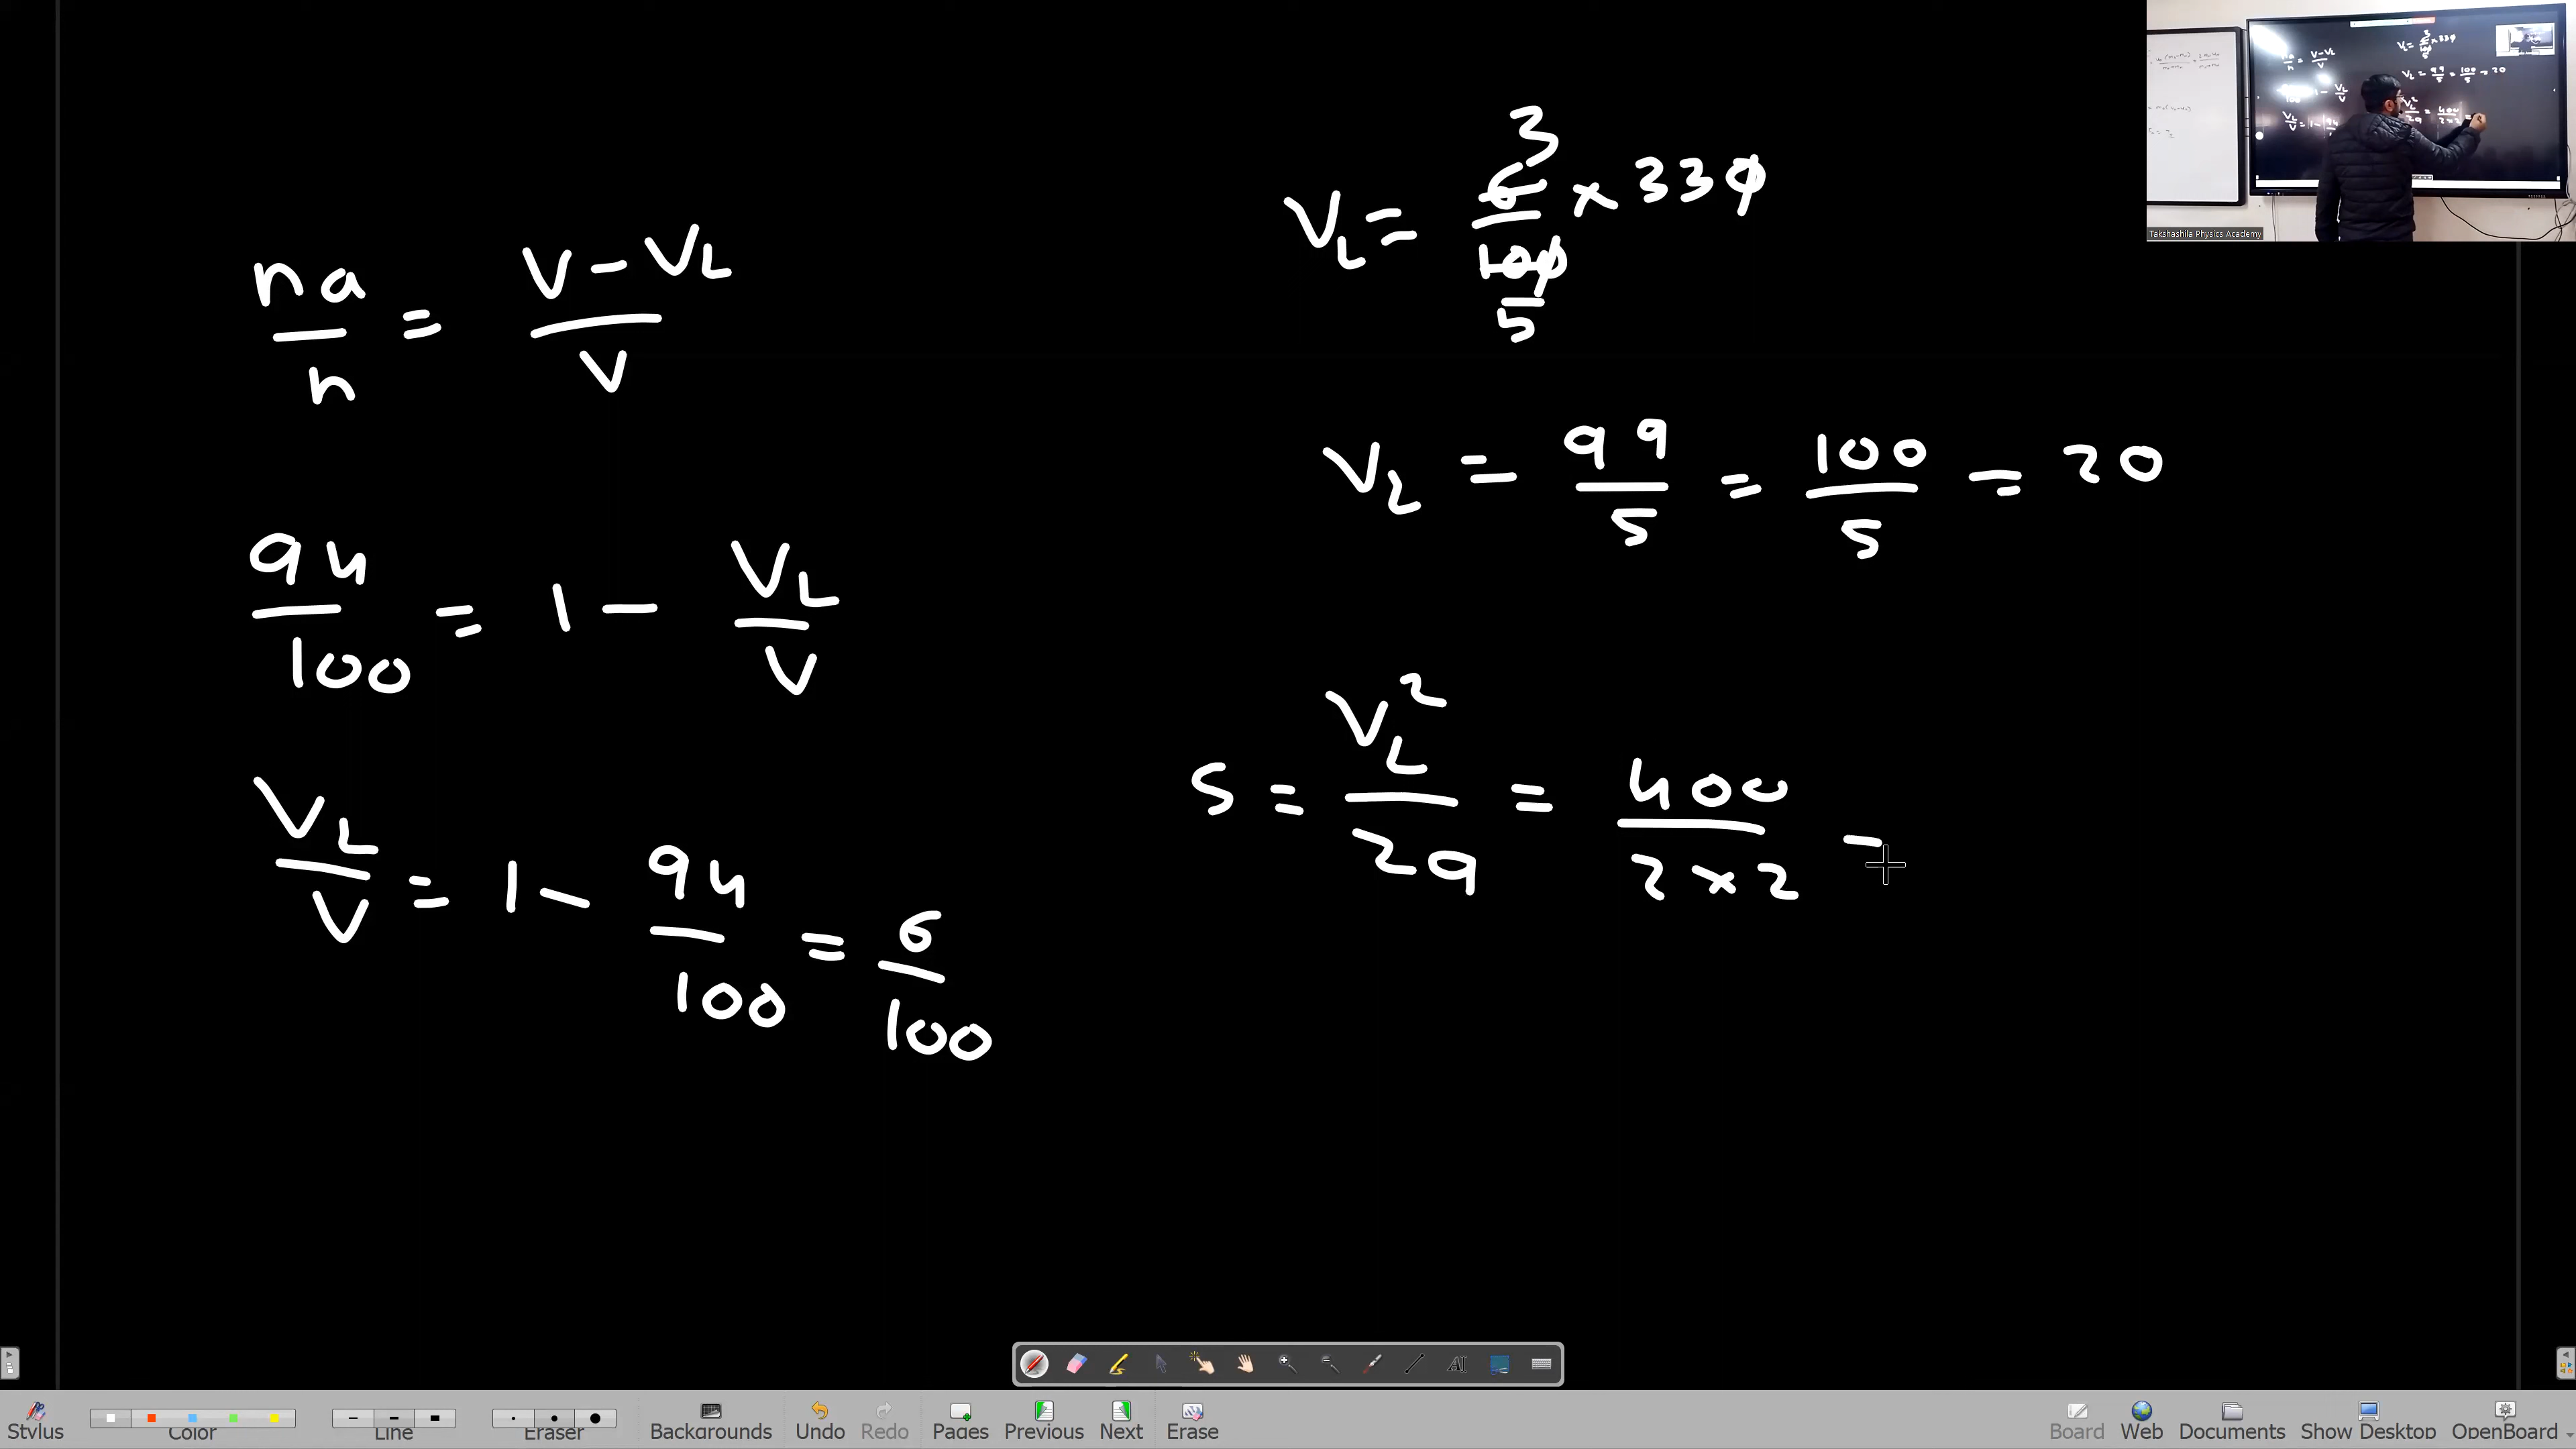 na/n = V - VL/V
94/100 = 1 - VL/V
VL/V = 1 - 94/100 = 6/100
VL = 3 6/100 5 × 330
VL = 99/5 = 100/5 = 20
S = VL²/2a = 400/2×2 -
Takshashila Physics Academy
Stylus Color Line Eraser Backgrounds Undo Redo Pages Previous Next Erase Board Web Documents Show Desktop OpenBoard